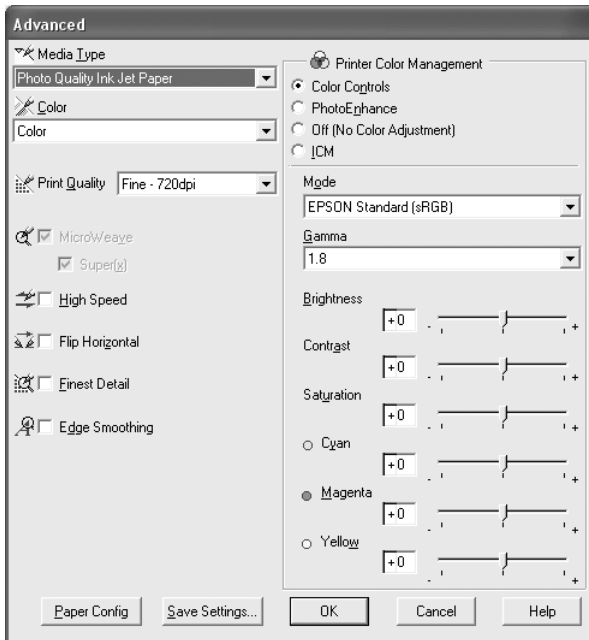 Advanced
Media Type
Photo Quality Ink Jet Paper
Color
Color
Print Quality Fine - 720dpi
MicroWeave
Super(x)
High Speed
Flip Horizontal
Finest Detail
Edge Smoothing
Printer Color Management
Color Controls
PhotoEnhance
Off (No Color Adjustment)
ICM
Mode
EPSON Standard (sRGB)
Gamma
1.8
Brightness
+0 - +
Contrast
+0 - +
Saturation
+0 - +
Cyan
+0 - +
Magenta
+0 - +
Yellow
+0 - +
Paper Config Save Settings... OK Cancel Help